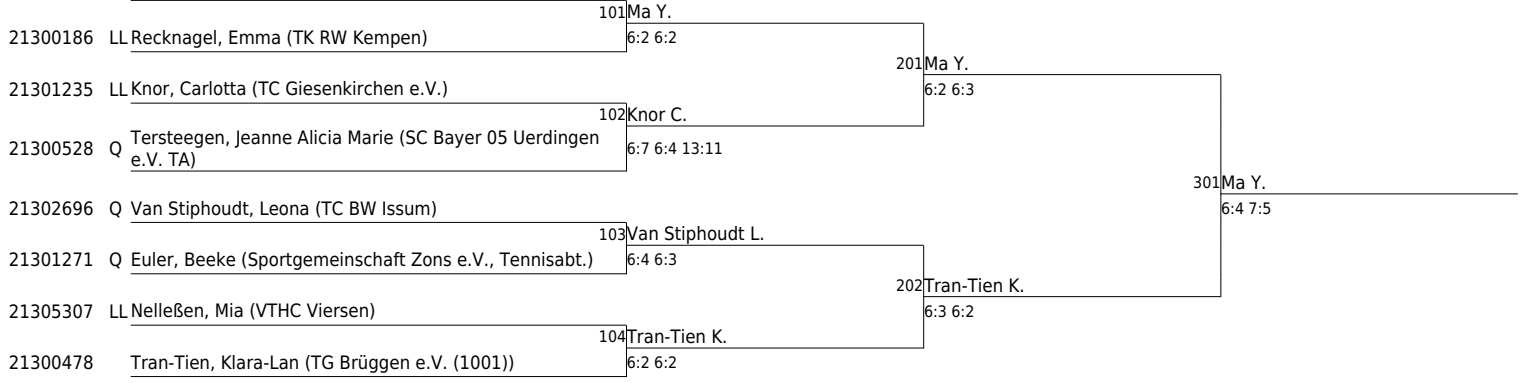 101 Ma Y.
21300186 LL Recknagel, Emma (TK RW Kempen)
6:2 6:2
201 Ma Y.
21301235 LL Knor, Carlotta (TC Giesenkirchen e.V.)
6:2 6:3
102 Knor C.
21300528 Q Tersteegen, Jeanne Alicia Marie (SC Bayer 05 Uerdingen
e.V. TA)
6:7 6:4 13:11
301 Ma Y.
21302696 Q Van Stiphoudt, Leona (TC BW Issum)
6:4 7:5
103 Van Stiphoudt L.
21301271 Q Euler, Beeke (Sportgemeinschaft Zons e.V., Tennisabt.)
6:4 6:3
202 Tran-Tien K.
21305307 LL Nelleßen, Mia (VTHC Viersen)
6:3 6:2
104 Tran-Tien K.
21300478 Tran-Tien, Klara-Lan (TG Brüggen e.V. (1001))
6:2 6:2